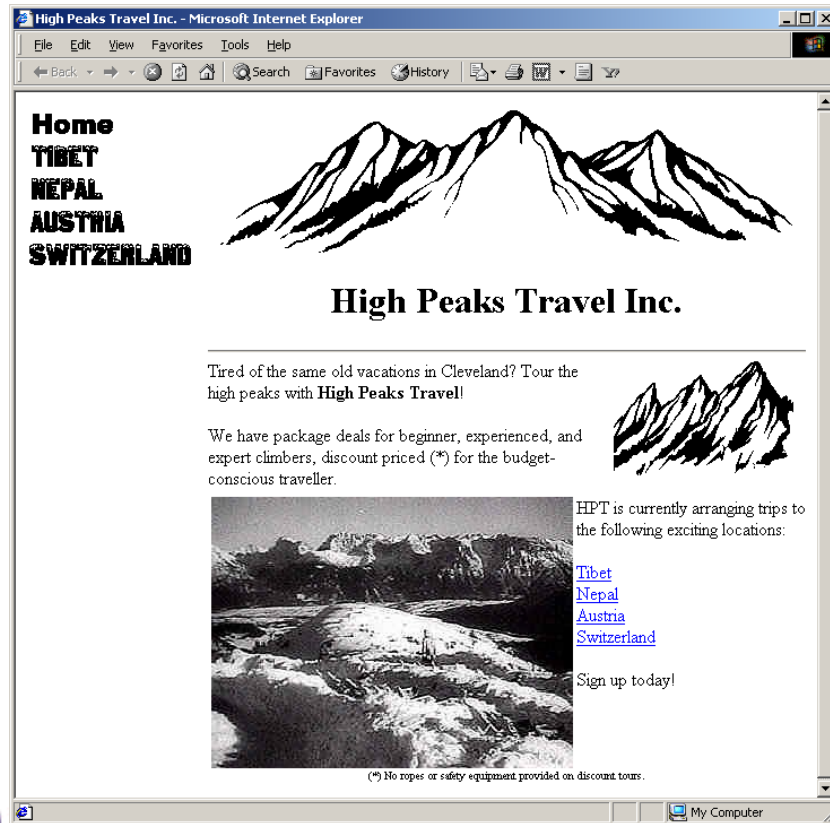 High Peaks Travel Inc. - Microsoft Internet Explorer
File Edit View Favorites Tools Help
Back Search Favorites History
Home
TIBET
NEPAL
AUSTRIA
SWITZERLAND
High Peaks Travel Inc.
Tired of the same old vacations in Cleveland? Tour the
high peaks with High Peaks Travel!
We have package deals for beginner, experienced, and
expert climbers, discount priced (*) for the budget-
conscious traveller.
HPT is currently arranging trips to
the following exciting locations:
Tibet
Nepal
Austria
Switzerland
Sign up today!
(*) No ropes or safety equipment provided on discount tours.
My Computer